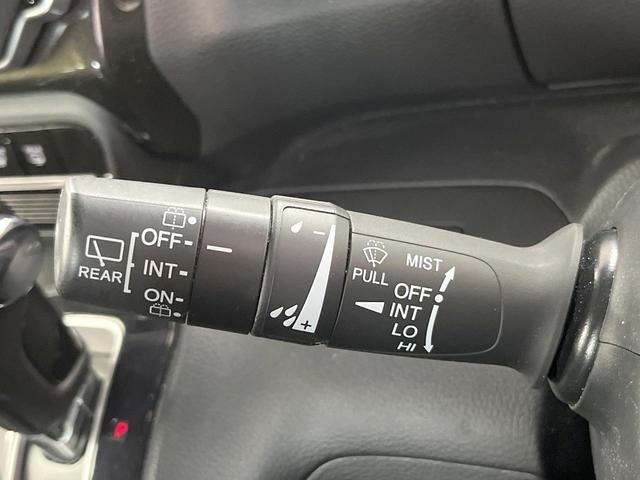 REAR
OFF
INT
ON
−
+
PULL
MIST
OFF
INT
LO
HI